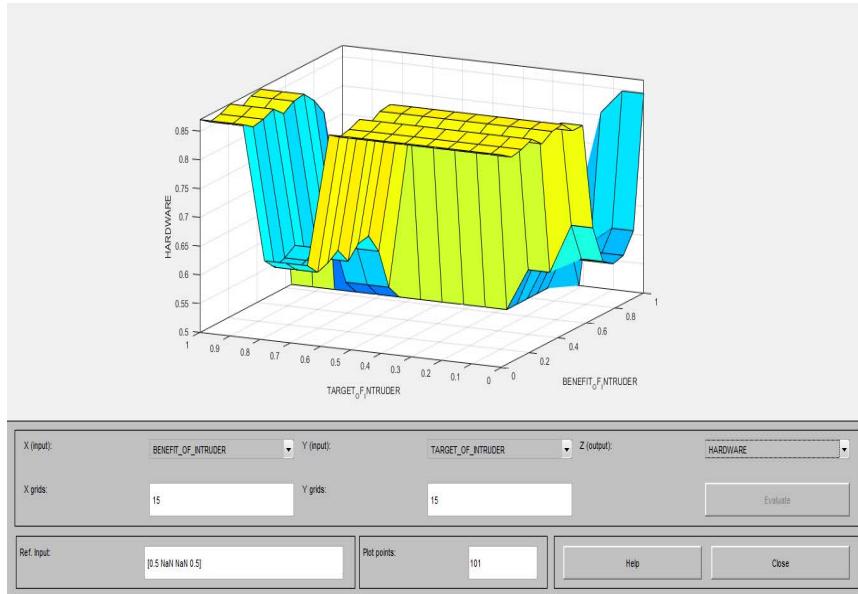 0.85
0.8
0.75
0.7
0.65
0.6
0.55
0.5
HARDWARE
1 0.9 0.8 0.7 0.6 0.5 0.4 0.3 0.2 0.1 0
TARGET_OF_INTRUDER
0 0.2 0.4 0.6 0.8 1
BENEFIT_OF_INTRUDER
X (input): BENEFIT_OF_INTRUDER Y (input): TARGET_OF_INTRUDER Z (output): HARDWARE
X grids: 15 Y grids: 15 Evaluate
Ref. Input: [0.5 NaN NaN 0.5] Plot points: 101 Help Close